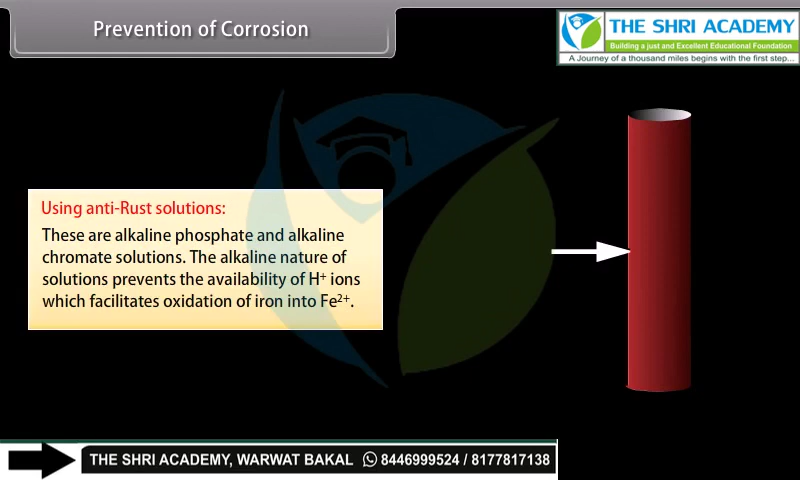 Prevention of Corrosion
THE SHRI ACADEMY
Building a just and Excellent Educational Foundation
A Journey of a thousand miles begins with the first step...
Using anti-Rust solutions:
These are alkaline phosphate and alkaline
chromate solutions. The alkaline nature of
solutions prevents the availability of H⁺ ions
which facilitates oxidation of iron into Fe²⁺.
THE SHRI ACADEMY, WARWAT BAKAL 8446999524 / 8177817138